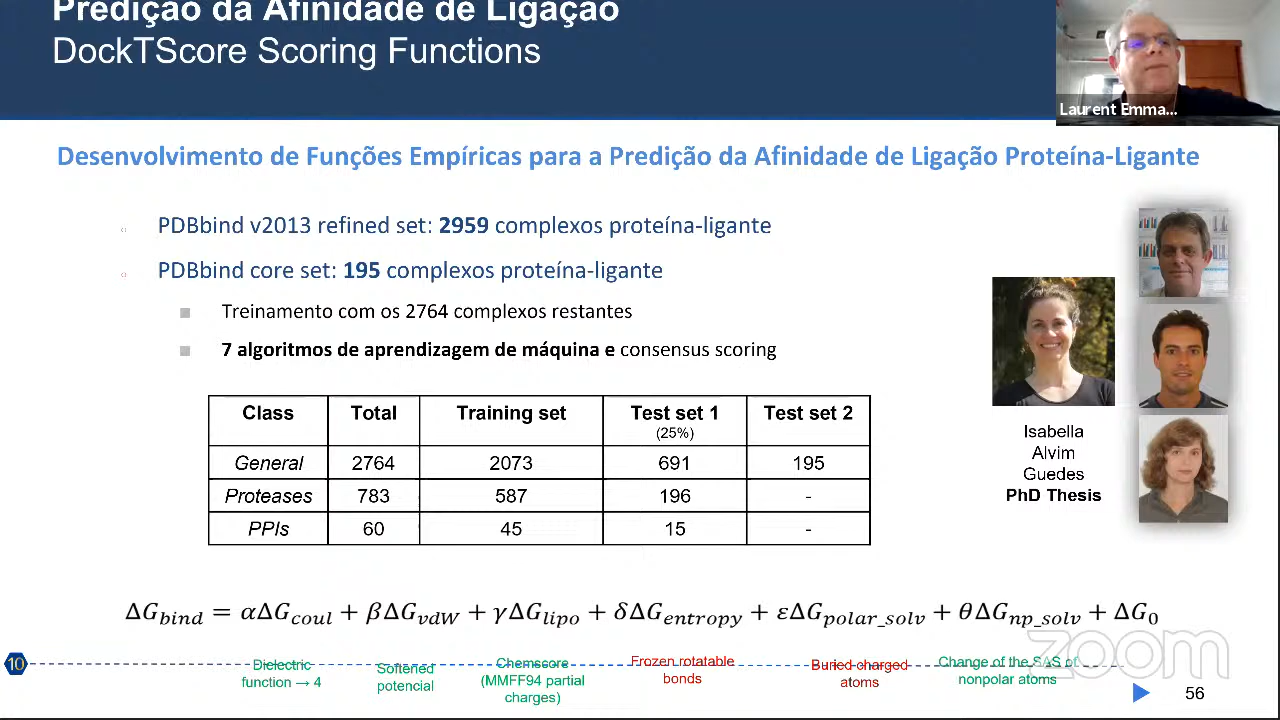 Predição da Afinidade de Ligação
DockTScore Scoring Functions
Laurent Emma...
Desenvolvimento de Funções Empíricas para a Predição da Afinidade de Ligação Proteína-Ligante
PDBbind v2013 refined set: 2959 complexos proteína-ligante
PDBbind core set: 195 complexos proteína-ligante
Treinamento com os 2764 complexos restantes
7 algoritmos de aprendizagem de máquina e consensus scoring
Class Total Training set Test set 1 Test set 2
(25%)
General 2764 2073 691 195
Proteases 783 587 196 -
PPIs 60 45 15 -
Isabella
Alvim
Guedes
PhD Thesis
ΔG_bind = αΔG_coul + βΔG_vdW + γΔG_lipo + δΔG_entropy + εΔG_polar_solv + θΔG_np_solv + ΔG_0
zoom
10
Dielectric
function → 4
Softened
potencial
Chemscore
(MMFF94 partial
charges)
Frozen rotatable
bonds
Buried charged
atoms
Change of the SAS of
nonpolar atoms
56